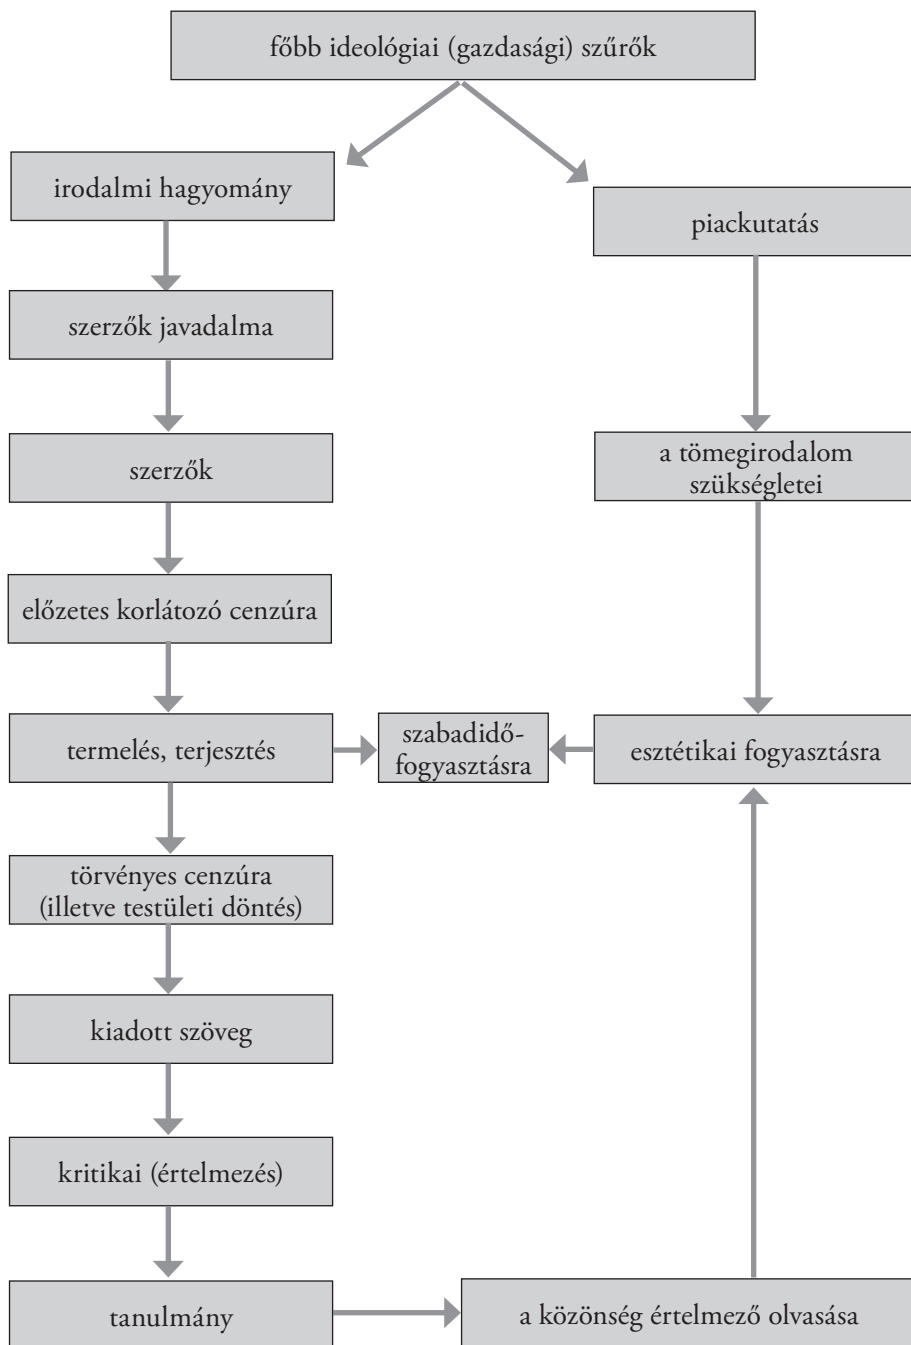 főbb ideológiai (gazdasági) szűrők
irodalmi hagyomány
piackutatás
szerzők javadalma
szerzők
a tömegirodalom
szükségletei
előzetes korlátozó cenzúra
termelés, terjesztés
szabadidő-
fogyasztásra
esztétikai fogyasztásra
törvényes cenzúra
(illetve testületi döntés)
kiadott szöveg
kritikai (értelmezés)
tanulmány
a közönség értelmező olvasása